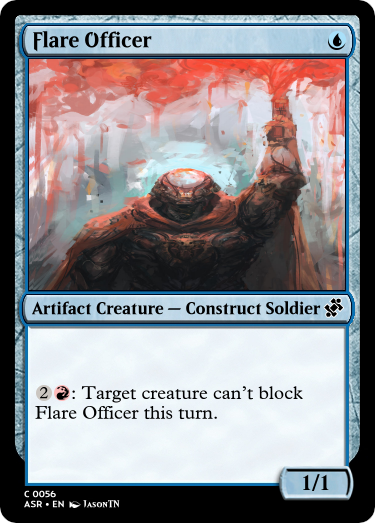 Flare Officer
Artifact Creature — Construct Soldier
2: Target creature can't block
Flare Officer this turn.
1/1
C 0056
ASR • EN JasonTN